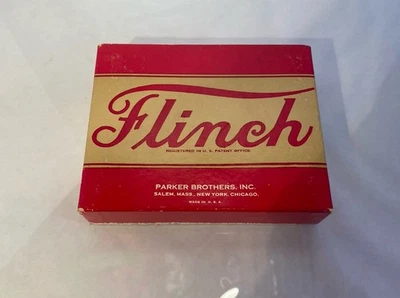 Flinch
REGISTERED IN U. S. PATENT OFFICE
PARKER BROTHERS, INC.
SALEM, MASS., NEW YORK, CHICAGO.
MADE IN U. S. A.